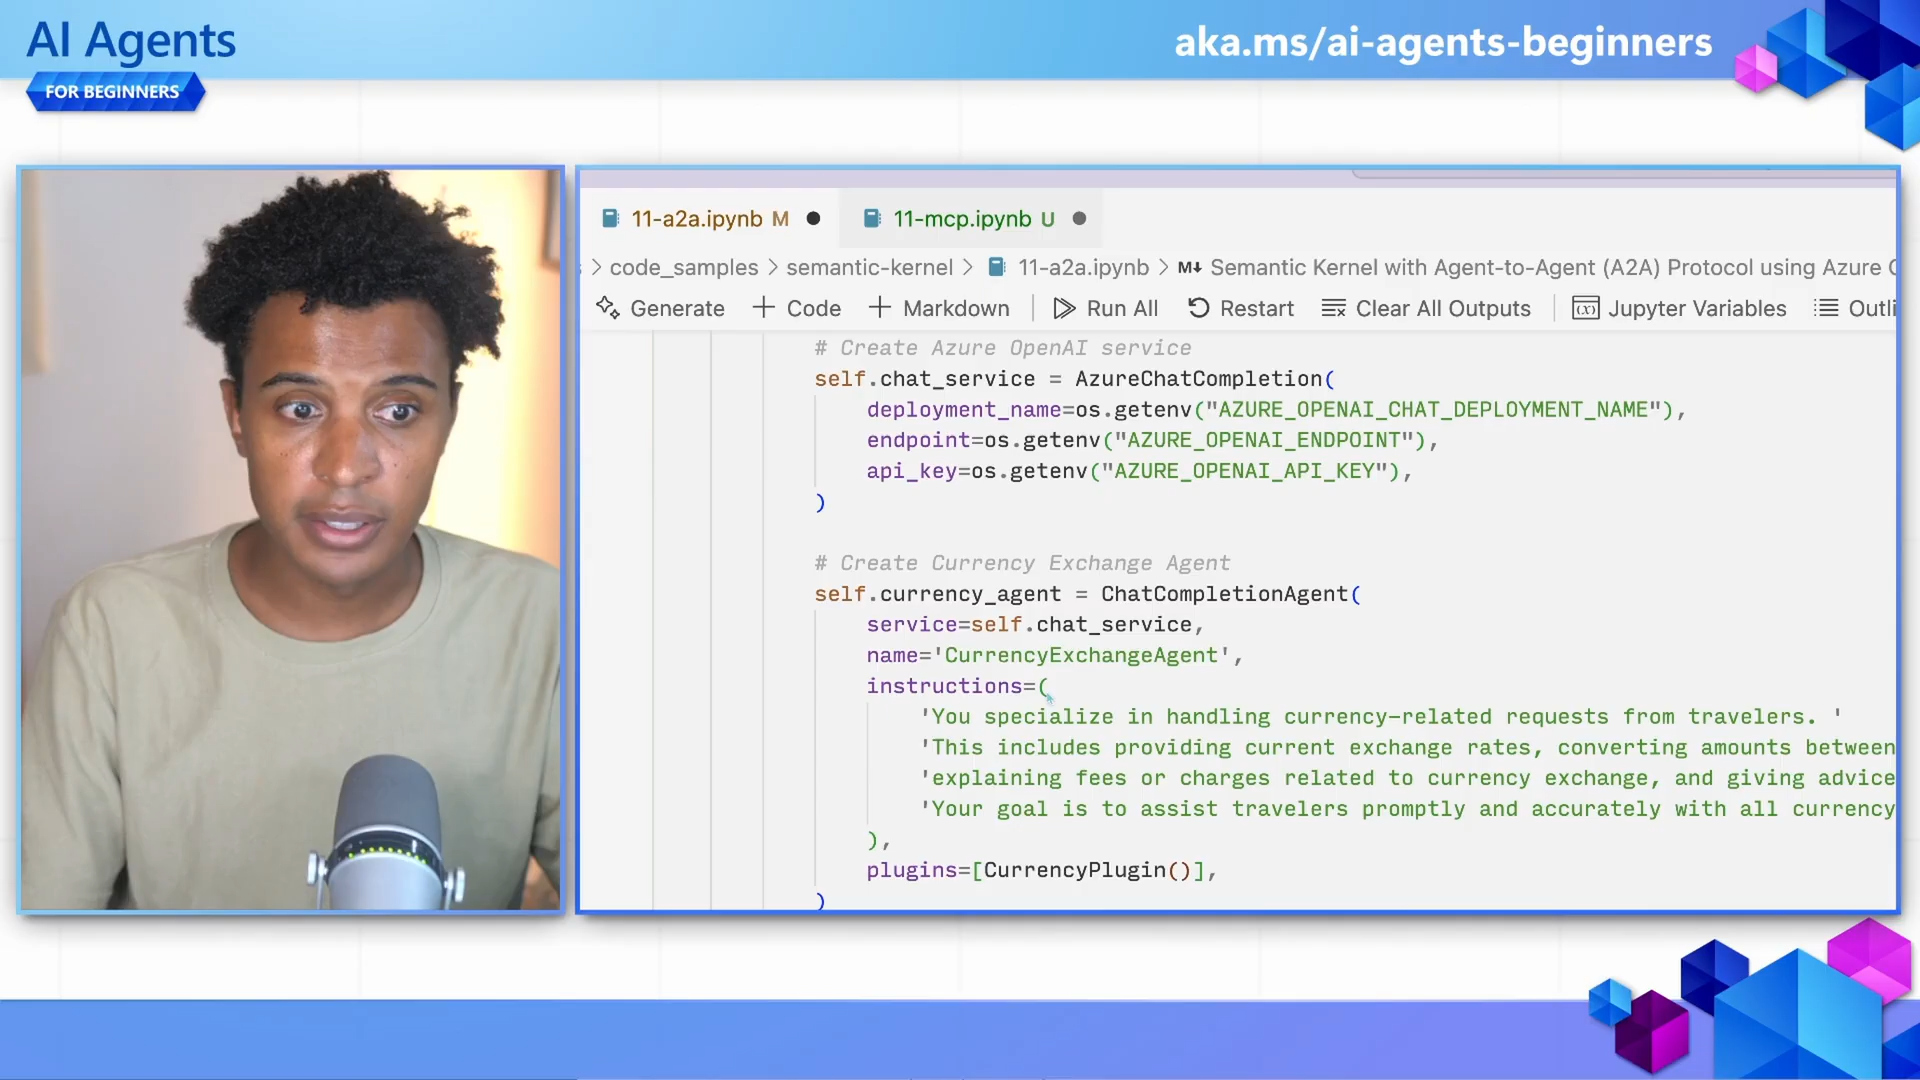 AI Agents
FOR BEGINNERS
aka.ms/ai-agents-beginners
11-a2a.ipynb M
11-mcp.ipynb U
> code_samples > semantic-kernel > 11-a2a.ipynb > M↓ Semantic Kernel with Agent-to-Agent (A2A) Protocol using Azure
Generate + Code + Markdown Run All Restart Clear All Outputs (x) Jupyter Variables Outli
# Create Azure OpenAI service
self.chat_service = AzureChatCompletion(
deployment_name=os.getenv("AZURE_OPENAI_CHAT_DEPLOYMENT_NAME"),
endpoint=os.getenv("AZURE_OPENAI_ENDPOINT"),
api_key=os.getenv("AZURE_OPENAI_API_KEY"),
)
# Create Currency Exchange Agent
self.currency_agent = ChatCompletionAgent(
service=self.chat_service,
name='CurrencyExchangeAgent',
instructions=(
'You specialize in handling currency-related requests from travelers. '
'This includes providing current exchange rates, converting amounts between
'explaining fees or charges related to currency exchange, and giving advice
'Your goal is to assist travelers promptly and accurately with all currency
),
plugins=[CurrencyPlugin()],
)